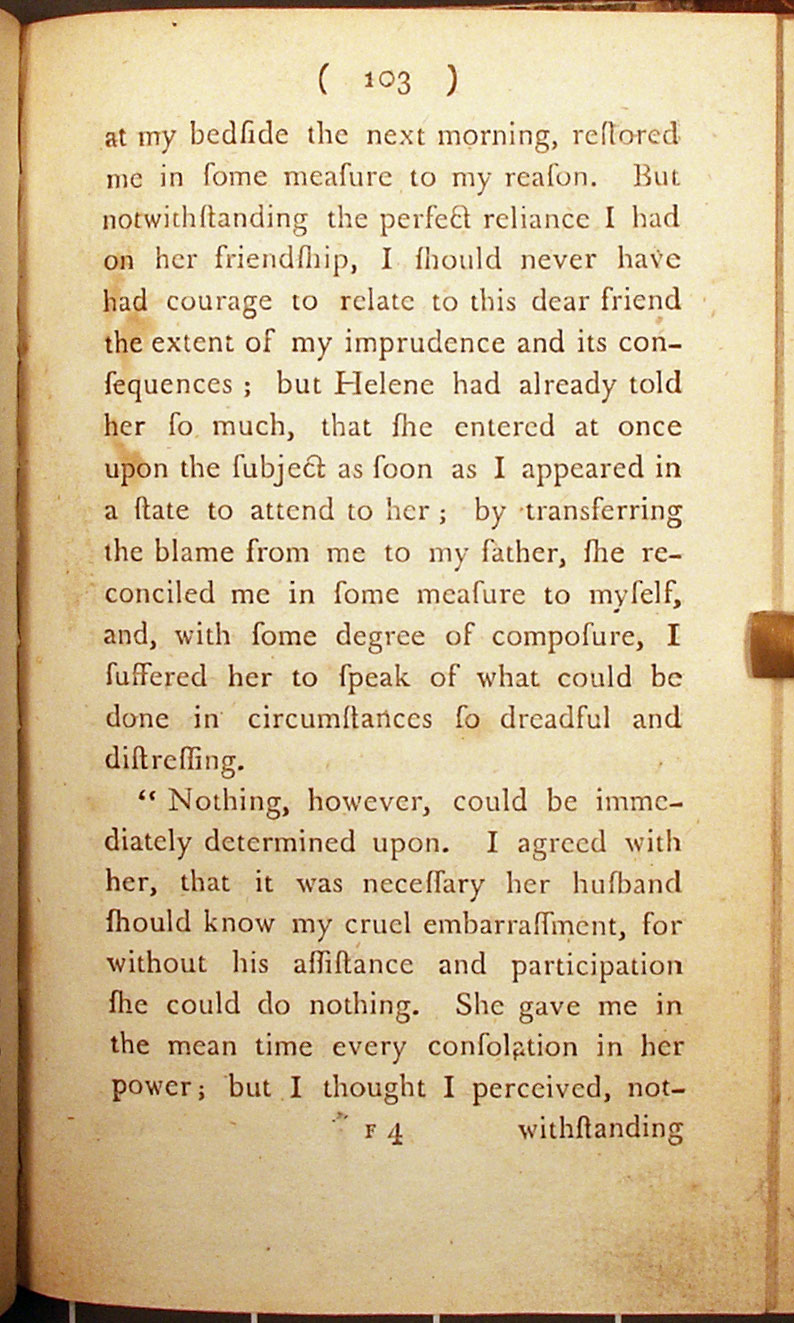 ( 103 )
at my bedſide the next morning, reſtored
me in ſome meaſure to my reaſon. But
notwithſtanding the perfect reliance I had
on her friendſhip, I ſhould never have
had courage to relate to this dear friend
the extent of my imprudence and its con-
ſequences ; but Helene had already told
her ſo much, that ſhe entered at once
upon the ſubject as ſoon as I appeared in
a ſtate to attend to her ; by transferring
the blame from me to my father, ſhe re-
conciled me in ſome meaſure to myſelf,
and, with ſome degree of compoſure, I
ſuffered her to ſpeak of what could be
done in circumſtances ſo dreadful and
diſtreſſing.
“ Nothing, however, could be imme-
diately determined upon. I agreed with
her, that it was neceſſary her huſband
ſhould know my cruel embarraſſment, for
without his aſſiſtance and participation
ſhe could do nothing. She gave me in
the mean time every conſolation in her
power; but I thought I perceived, not-
F 4 withſtanding